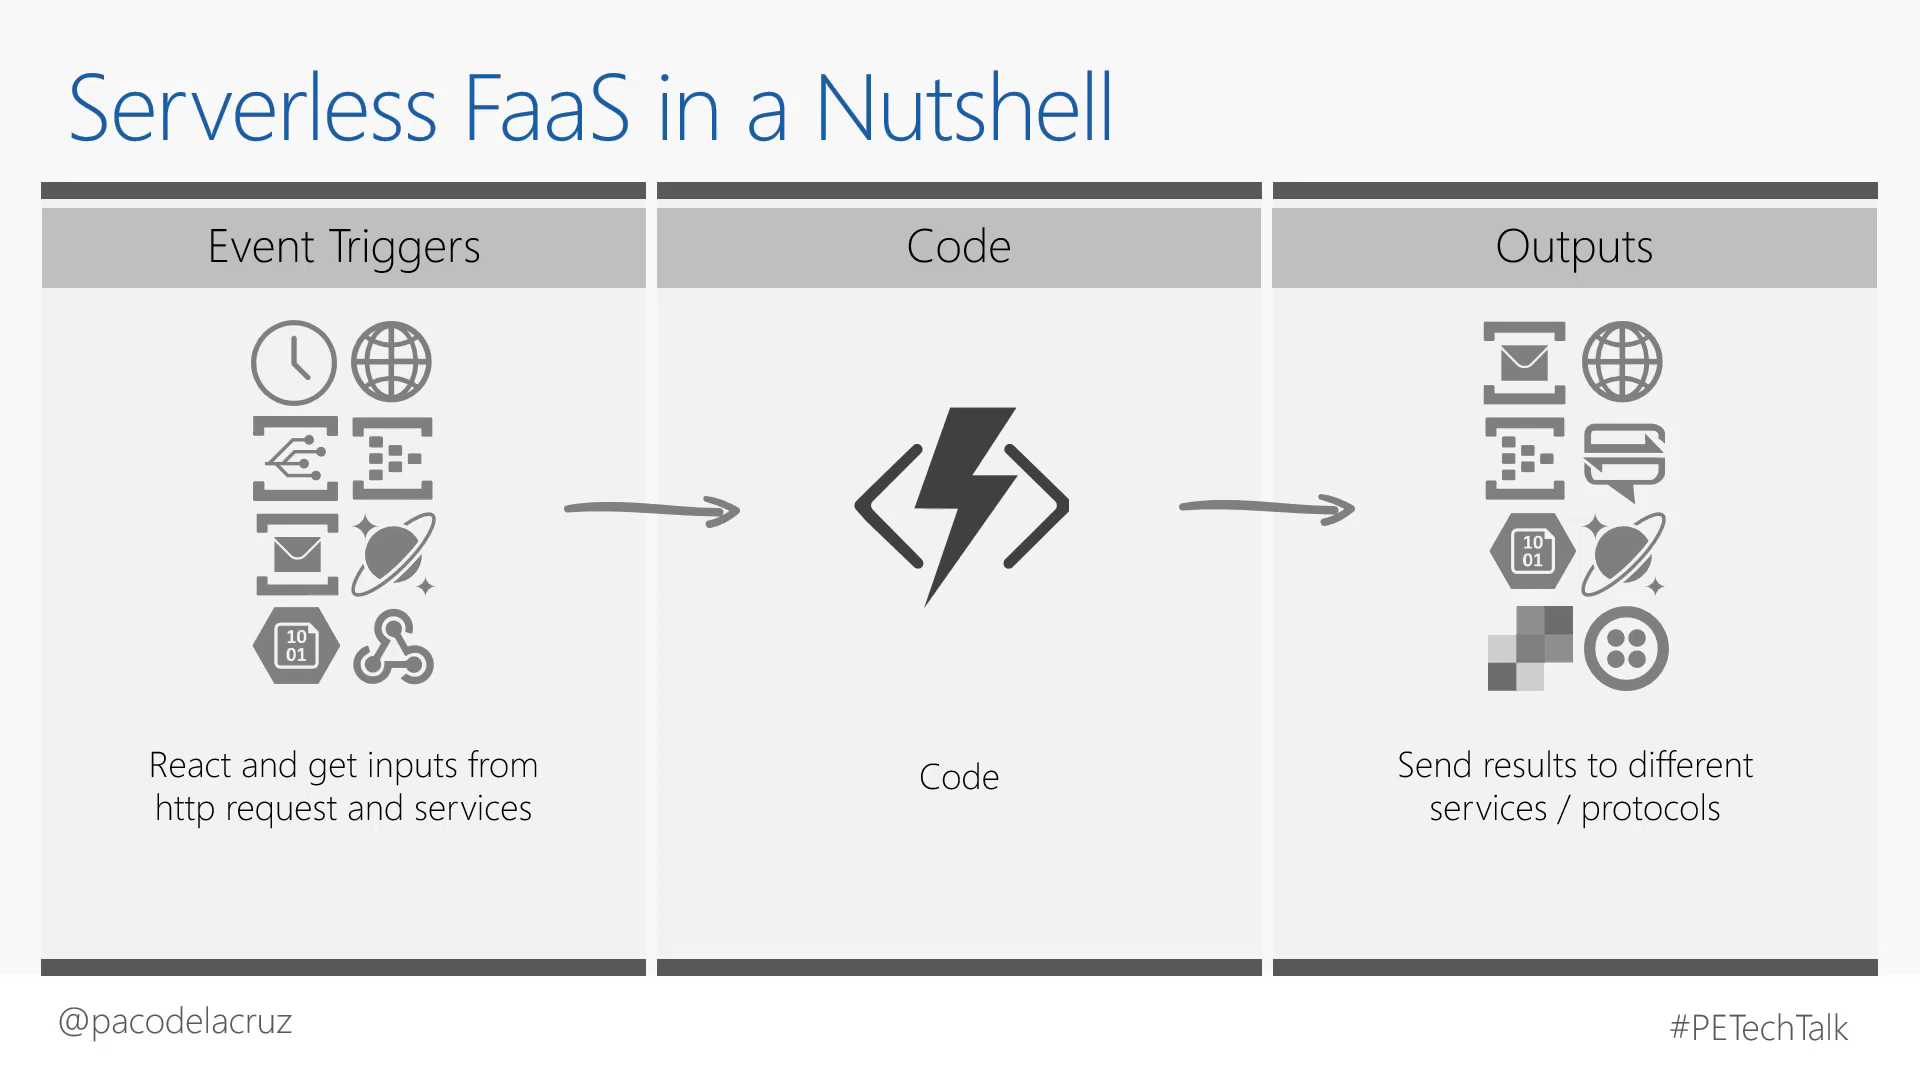 Serverless FaaS in a Nutshell
Event Triggers
Code
Outputs
10
01
10
01
React and get inputs from
http request and services
Code
Send results to different
services / protocols
@pacodelacruz
#PETechTalk